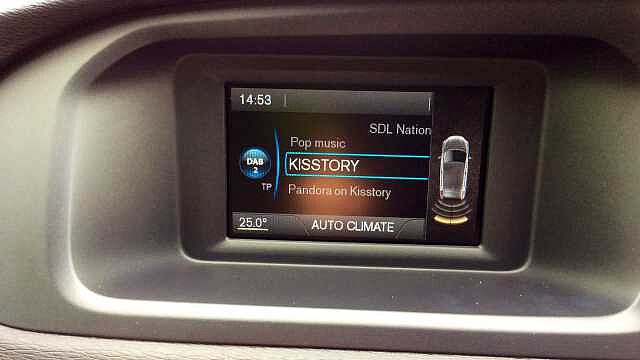 14:53
SDL Nation
Pop music
DAB
2
KISSTORY
TP
Pandora on Kisstory
25.0°
AUTO CLIMATE